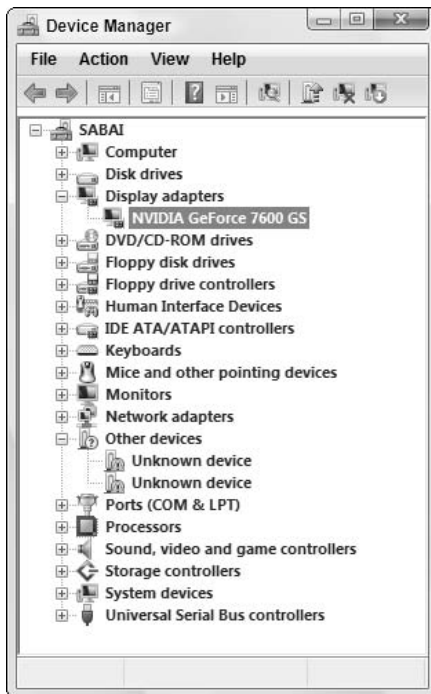 Device Manager
File Action View Help
SABAI
Computer
Disk drives
Display adapters
NVIDIA GeForce 7600 GS
DVD/CD-ROM drives
Floppy disk drives
Floppy drive controllers
Human Interface Devices
IDE ATA/ATAPI controllers
Keyboards
Mice and other pointing devices
Monitors
Network adapters
Other devices
Unknown device
Unknown device
Ports (COM & LPT)
Processors
Sound, video and game controllers
Storage controllers
System devices
Universal Serial Bus controllers